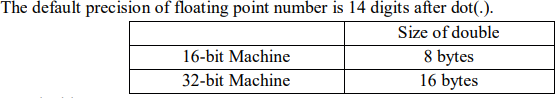 The default precision of floating point number is 14 digits after dot(.).
Size of double
16-bit Machine 8 bytes
32-bit Machine 16 bytes